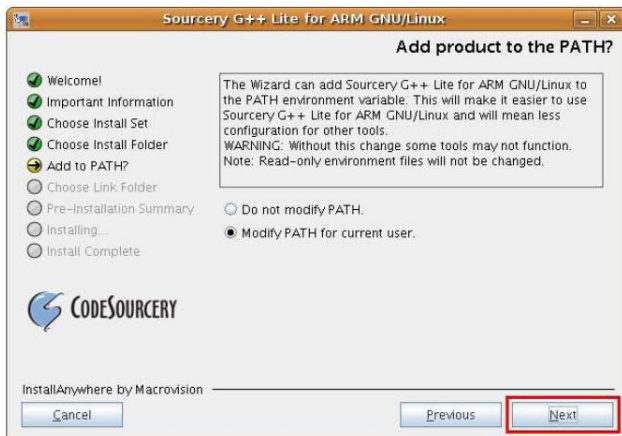 Sourcery G++ Lite for ARM GNU/Linux
Add product to the PATH?
Welcome!
Important Information
Choose Install Set
Choose Install Folder
Add to PATH?
Choose Link Folder
Pre-Installation Summary
Installing...
Install Complete
The Wizard can add Sourcery G++ Lite for ARM GNU/Linux to
the PATH environment variable. This will make it easier to use
Sourcery G++ Lite for ARM GNU/Linux and will mean less
configuration for other tools.
WARNING: Without this change some tools may not function.
Note: Read-only environment files will not be changed.
Do not modify PATH.
Modify PATH for current user.
CODESOURCERY
InstallAnywhere by Macrovision
Cancel
Previous
Next